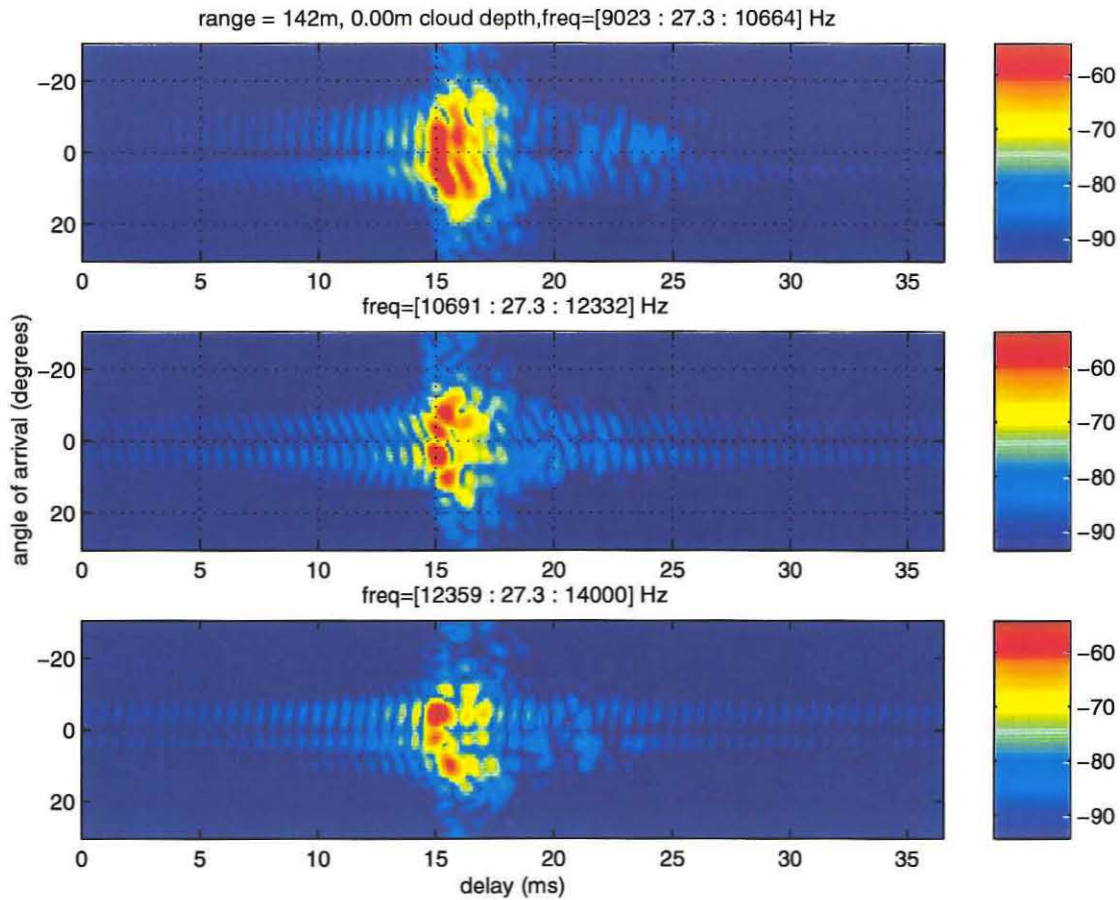 range = 142m, 0.00m cloud depth,freq=[9023 : 27.3 : 10664] Hz
−20
0
20
0 5 10 15 20 25 30 35
−60
−70
−80
−90
freq=[10691 : 27.3 : 12332] Hz
−20
0
20
0 5 10 15 20 25 30 35
−60
−70
−80
−90
angle of arrival (degrees)
freq=[12359 : 27.3 : 14000] Hz
−20
0
20
0 5 10 15 20 25 30 35
−60
−70
−80
−90
delay (ms)